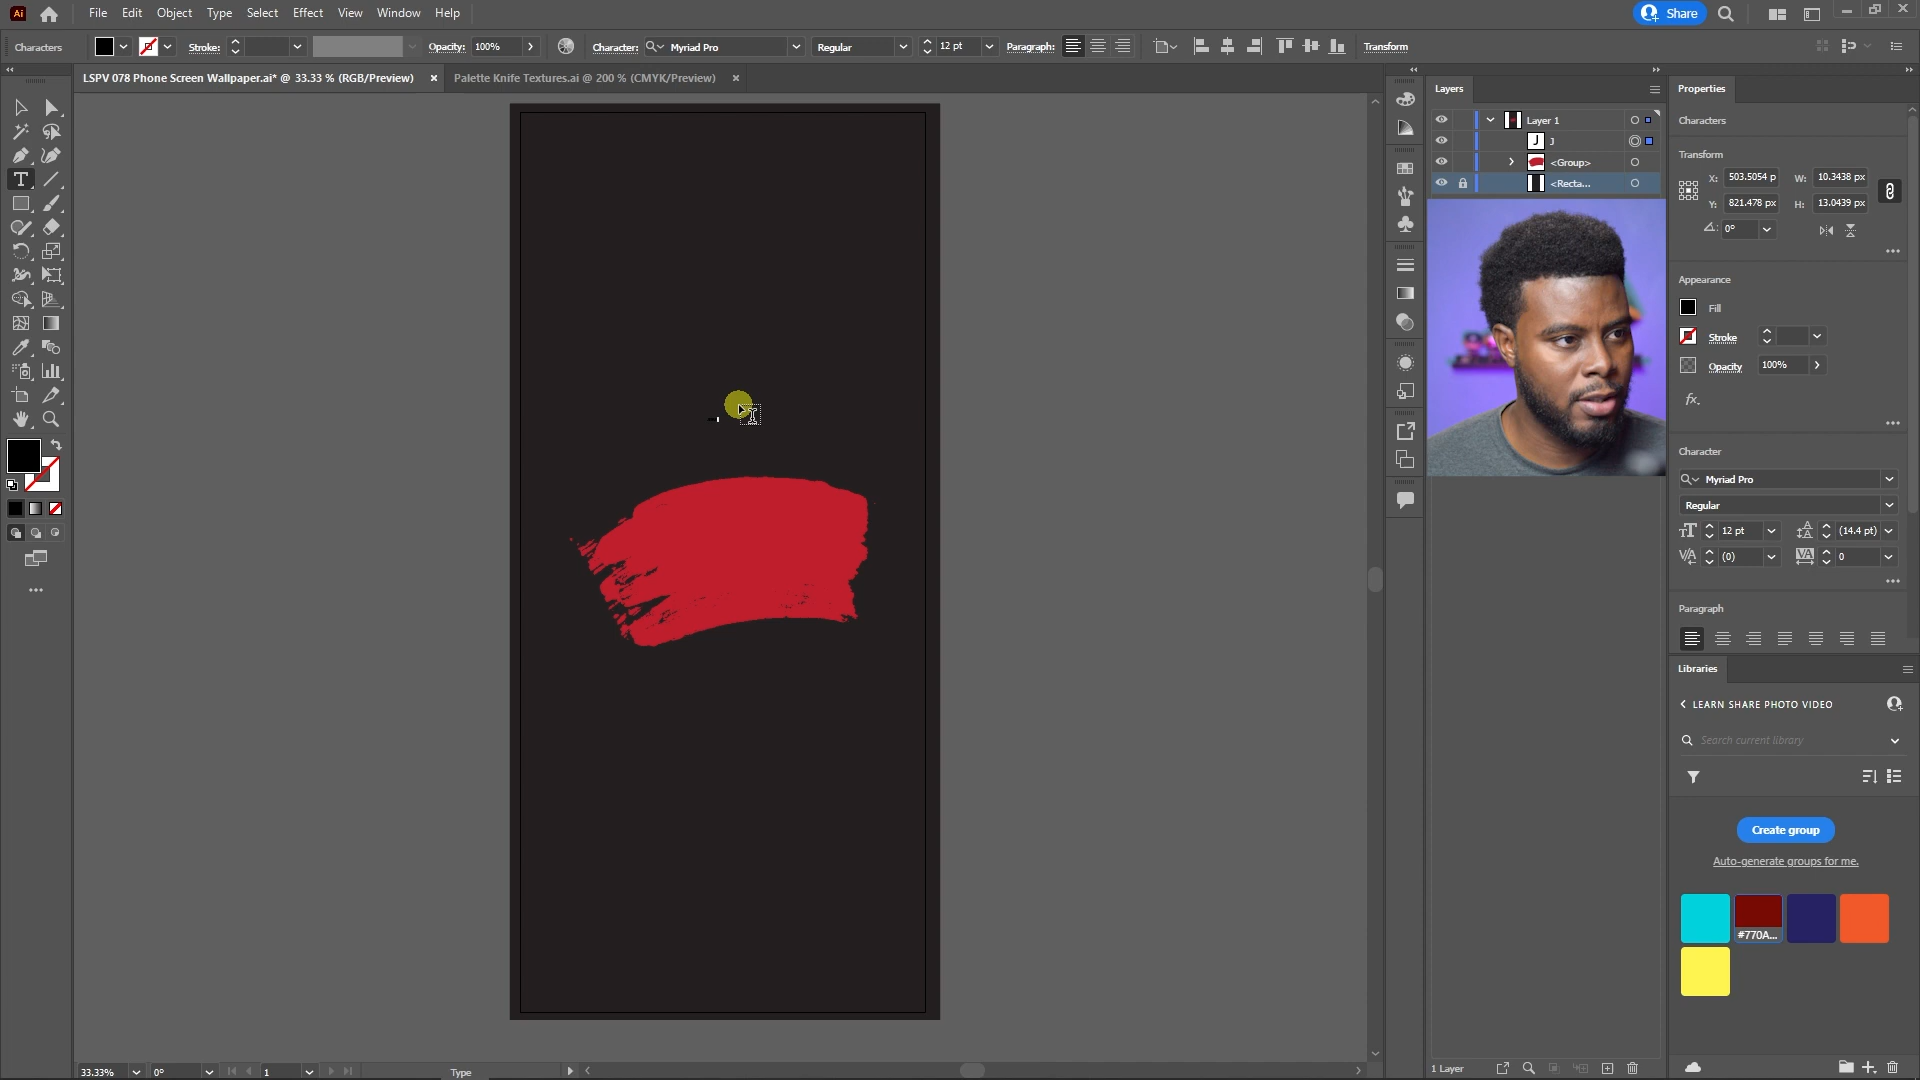 Ai File Edit Object Type Select Effect View Window Help Share
Characters Stroke: Opacity: 100% Character: Myriad Pro Regular 12 pt Paragraph: Transform
LSPV 078 Phone Screen Wallpaper.ai* @ 33.33 % (RGB/Preview) × Palette Knife Textures.ai @ 200 % (CMYK/Preview) ×
Layers
Layer 1
J J
<Group>
<Recta...
1 Layer
Properties
Characters
Transform
X: 503.5054 p W: 10.3438 px
Y: 821.478 px H: 13.0439 px
0°
Appearance
Fill
Stroke
Opacity 100%
fx.
Character
Myriad Pro
Regular
12 pt (14.4 pt)
(0) 0
Paragraph
Libraries
LEARN SHARE PHOTO VIDEO
Search current library
Create group
Auto-generate groups for me.
#770A...
33.33% 0° 1 Type